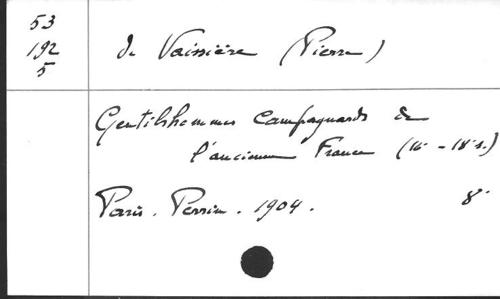 53
192
5
de Vaissière (Pierre)
Gentilshommes campagnards de
l'ancienne France (16e - 18e s.)
Paris. Perrin. 1904. 8°